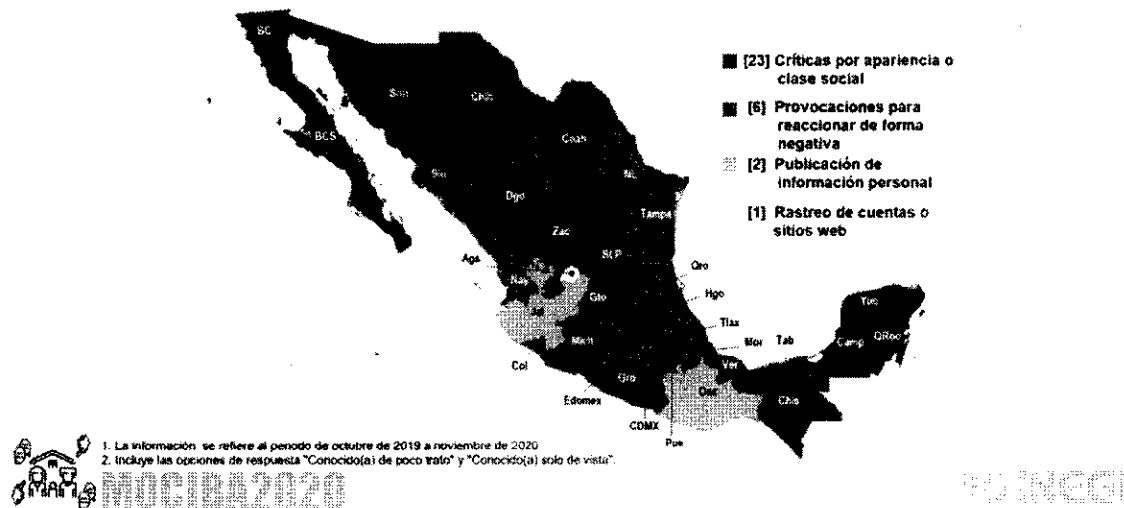 BC
Son
Chih
BCS
Coah
Sin
NL
Dgo
Tamps
Zac
SLP
Ags
Nay
Qro
Gto
Hgo
Jal
Tlax
Mich
Mor
Tab
Yuc
Camp
QRoo
Col
Ver
Gro
Oax
Chis
Edomex
CDMX
Pue
[23] Críticas por apariencia o
clase social
[6] Provocaciones para
reaccionar de forma
negativa
[2] Publicación de
información personal
[1] Rastreo de cuentas o
sitios web
1. La información se refiere al periodo de octubre de 2019 a noviembre de 2020
2. Incluye las opciones de respuesta "Conocido(a) de poco trato" y "Conocido(a) solo de vista".
MOCIBA2020
INEGI